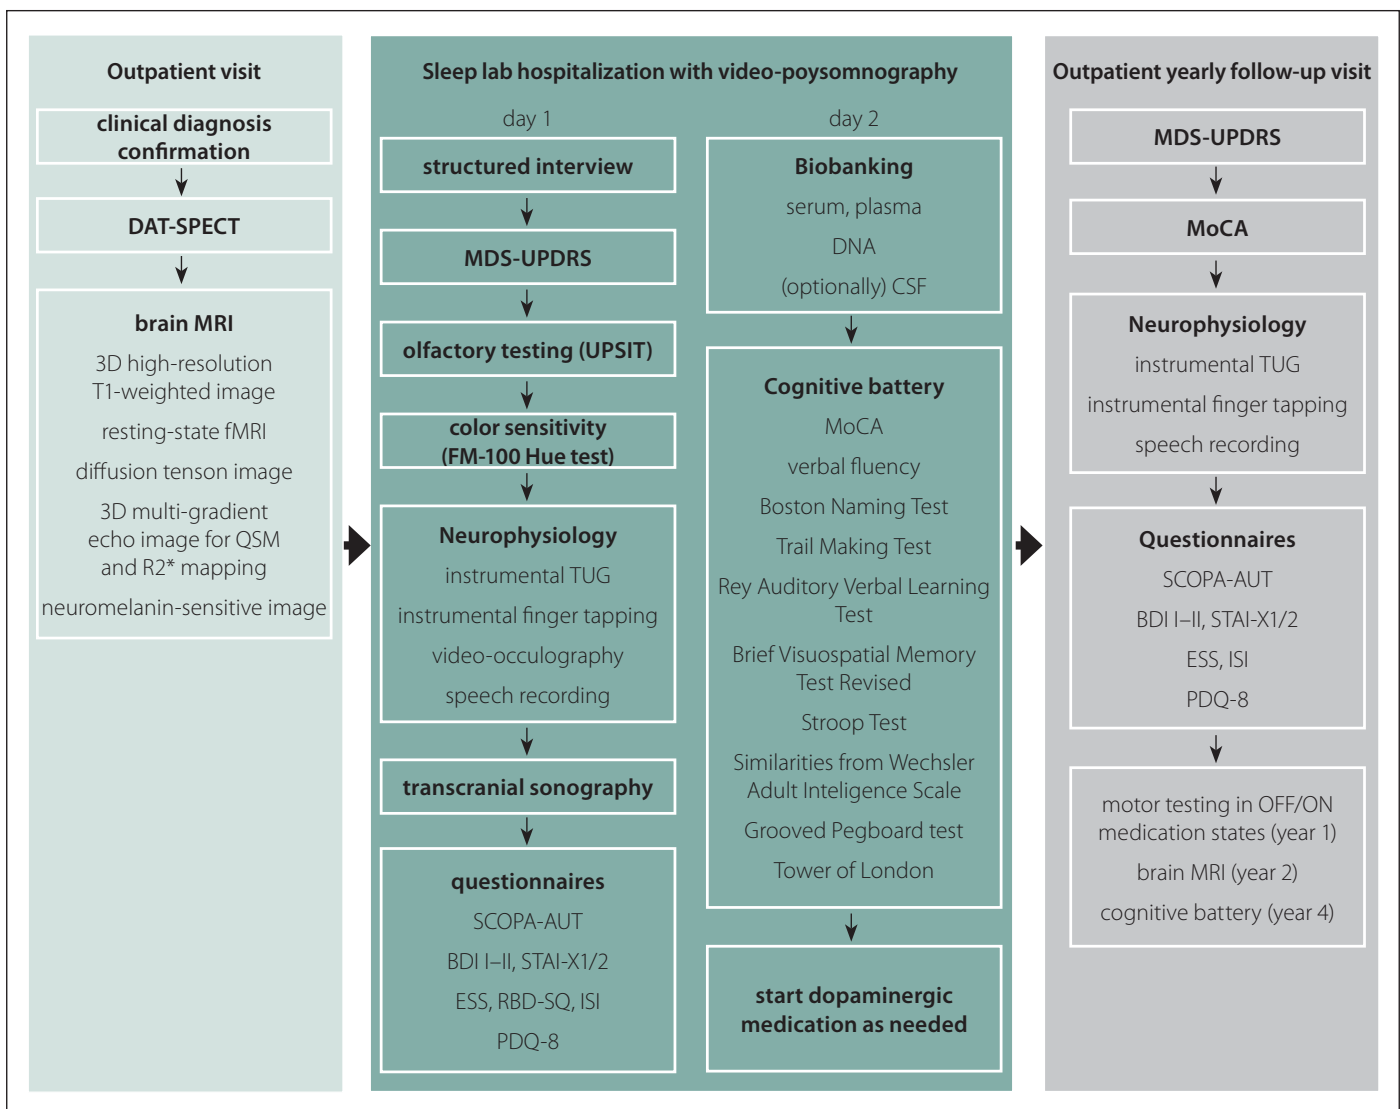 Outpatient visit
clinical diagnosis
confirmation
DAT-SPECT
brain MRI
3D high-resolution
T1-weighted image
resting-state fMRI
diffusion tenson image
3D multi-gradient
echo image for QSM
and R2* mapping
neuromelanin-sensitive image
Sleep lab hospitalization with video-poysomnography
day 1
structured interview
MDS-UPDRS
olfactory testing (UPSIT)
color sensitivity
(FM-100 Hue test)
Neurophysiology
instrumental TUG
instrumental finger tapping
video-occulography
speech recording
transcranial sonography
questionnaires
SCOPA-AUT
BDI I–II, STAI-X1/2
ESS, RBD-SQ, ISI
PDQ-8
day 2
Biobanking
serum, plasma
DNA
(optionally) CSF
Cognitive battery
MoCA
verbal fluency
Boston Naming Test
Trail Making Test
Rey Auditory Verbal Learning
Test
Brief Visuospatial Memory
Test Revised
Stroop Test
Similarities from Wechsler
Adult Inteligence Scale
Grooved Pegboard test
Tower of London
start dopaminergic
medication as needed
Outpatient yearly follow-up visit
MDS-UPDRS
MoCA
Neurophysiology
instrumental TUG
instrumental finger tapping
speech recording
Questionnaires
SCOPA-AUT
BDI I–II, STAI-X1/2
ESS, ISI
PDQ-8
motor testing in OFF/ON
medication states (year 1)
brain MRI (year 2)
cognitive battery (year 4)